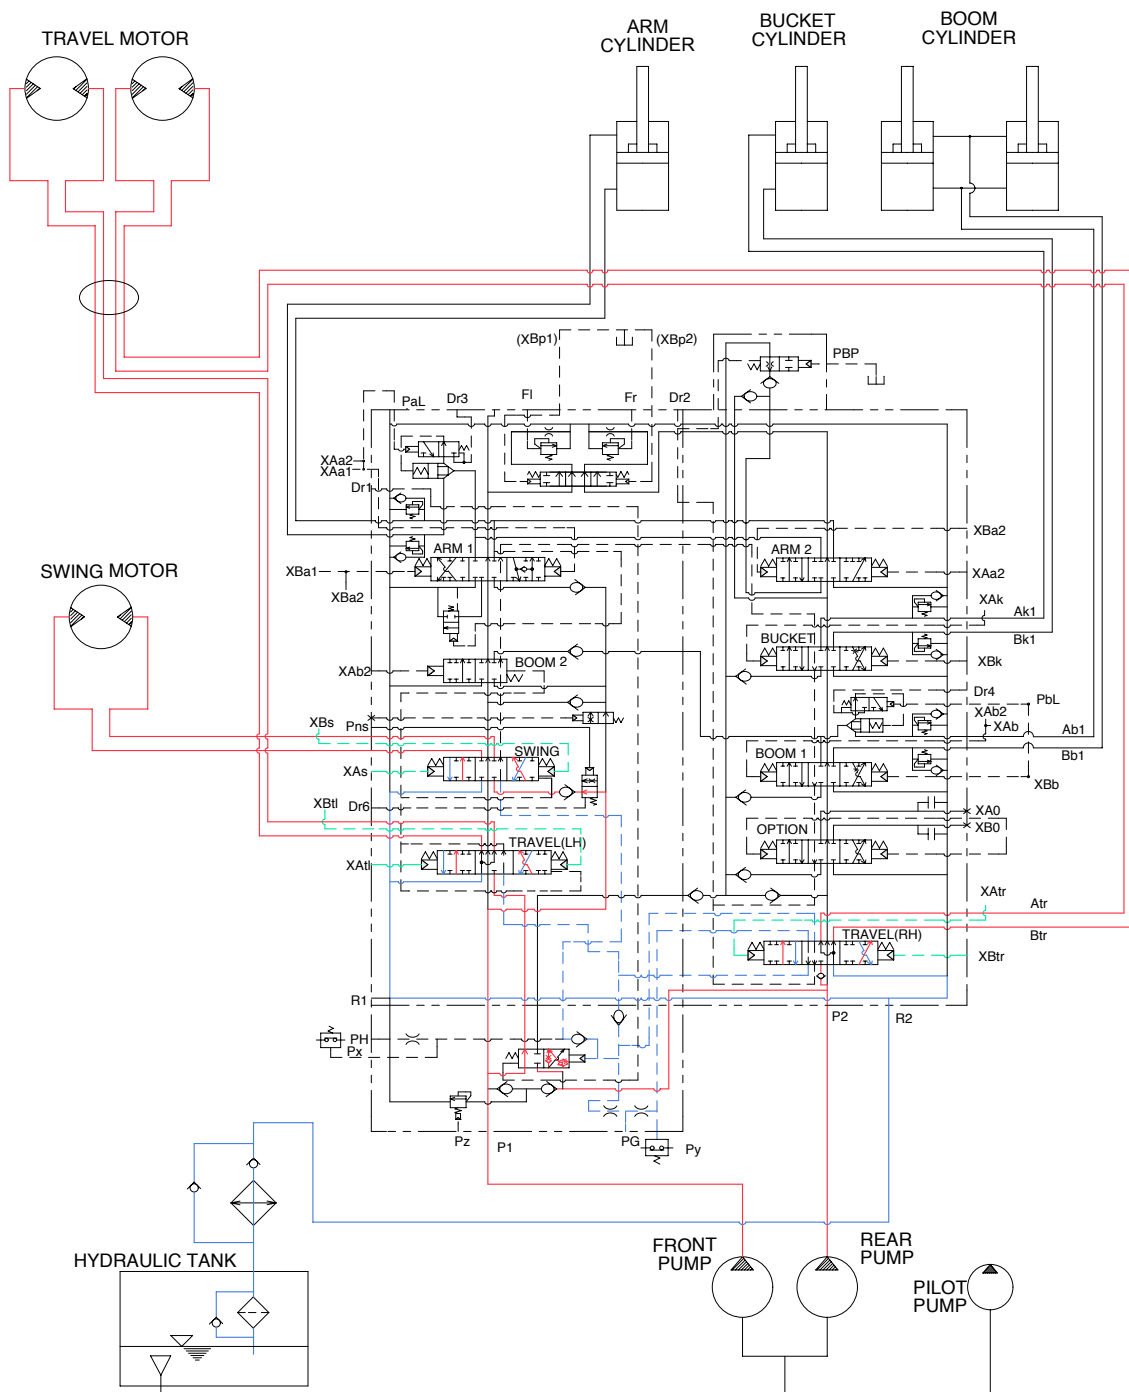 TRAVEL MOTOR
ARM
CYLINDER
BUCKET
CYLINDER
BOOM
CYLINDER
(XBp1)
(XBp2)
PBP
PaL
Dr3
Fl
Fr
Dr2
XAa2
XAa1
Dr1
XBa2
ARM 1
ARM 2
SWING MOTOR
XBa1
XAa2
XBa2
XAk
Ak1
BUCKET
Bk1
XAb2
BOOM 2
XBk
Dr4
PbL
XAb2
XBs
Pns
XAb
Ab1
SWING
BOOM 1
Bb1
XAs
XBb
XBtl
Dr6
XA0
OPTION
XB0
TRAVEL(LH)
XAtl
XAtr
Atr
TRAVEL(RH)
Btr
XBtr
R1
P2
R2
PH
Px
Pz
P1
PG
Py
HYDRAULIC TANK
FRONT
PUMP
REAR
PUMP
PILOT
PUMP